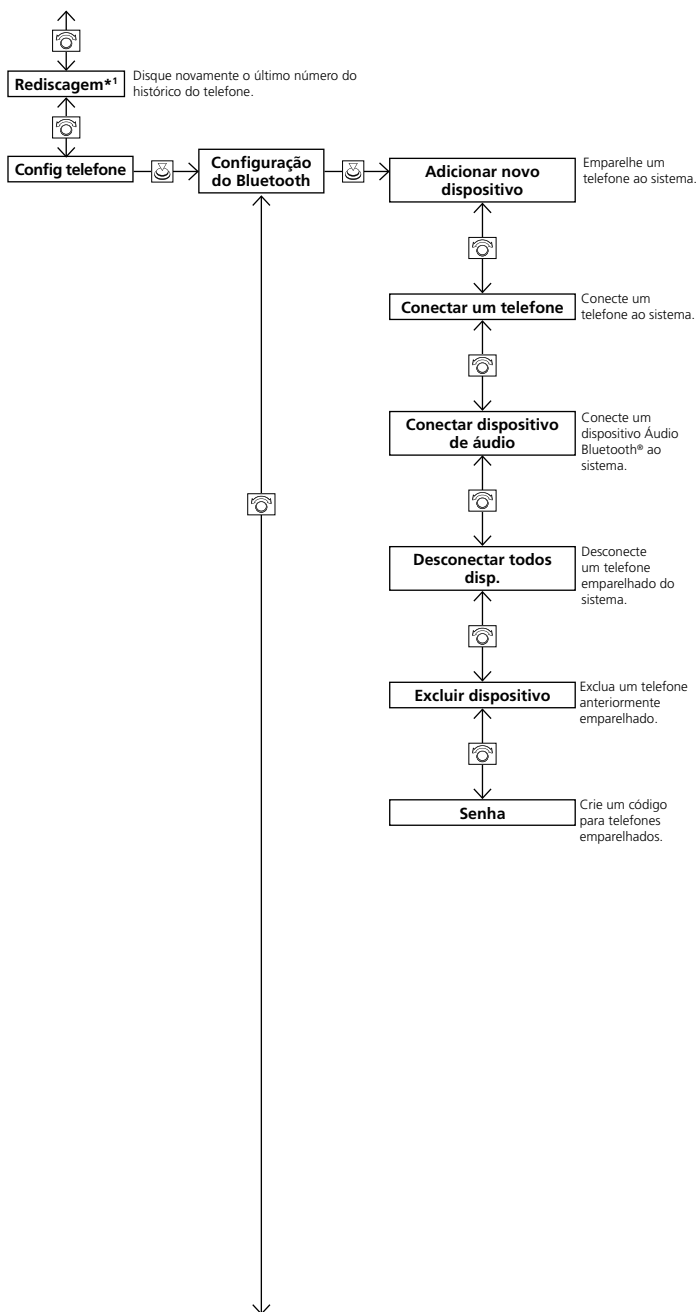 Rediscagem*1
Disque novamente o último número do
histórico do telefone.
Config telefone
Configuração
do Bluetooth
Adicionar novo
dispositivo
Emparelhe um
telefone ao sistema.
Conectar um telefone
Conecte um
telefone ao sistema.
Conectar dispositivo
de áudio
Conecte um
dispositivo Áudio
Bluetooth® ao
sistema.
Desconectar todos
disp.
Desconecte
um telefone
emparelhado do
sistema.
Excluir dispositivo
Exclua um telefone
anteriormente
emparelhado.
Senha
Crie um código
para telefones
emparelhados.